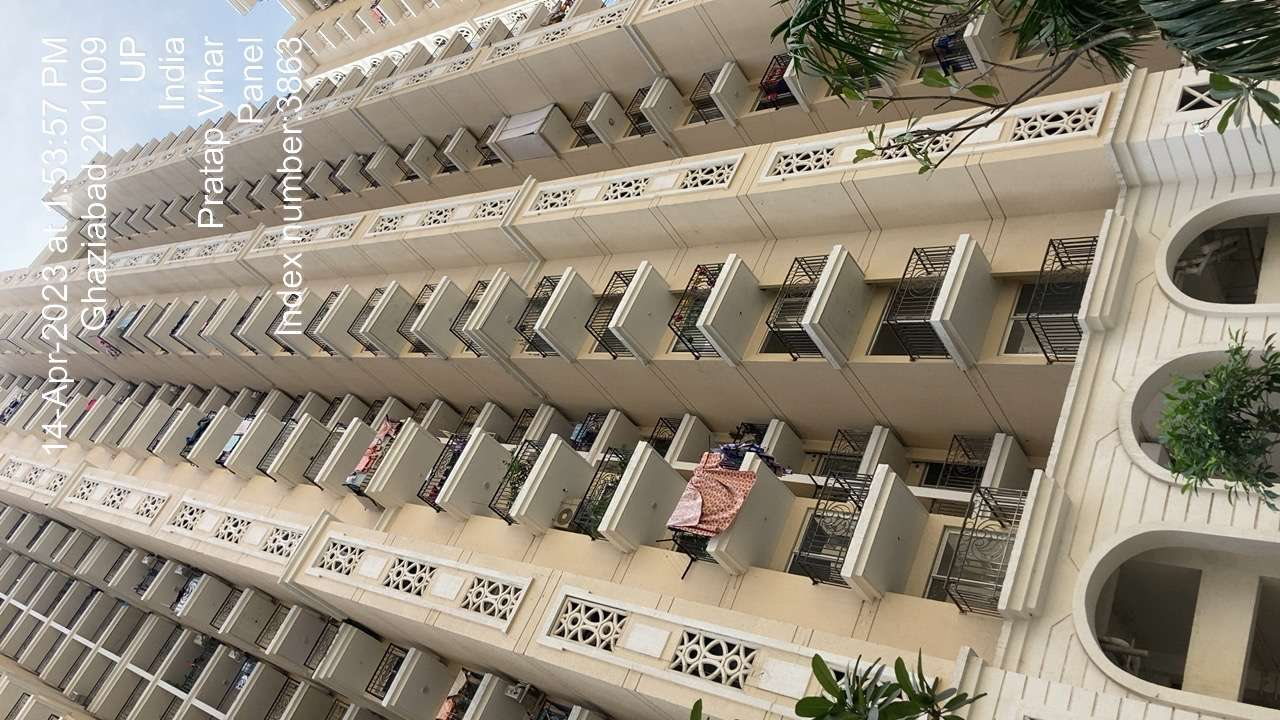 14-Apr-2023 at 1:53:57 PM
Ghaziabad 201009
UP
India
Pratap Vihar
Panel
Index number:3863